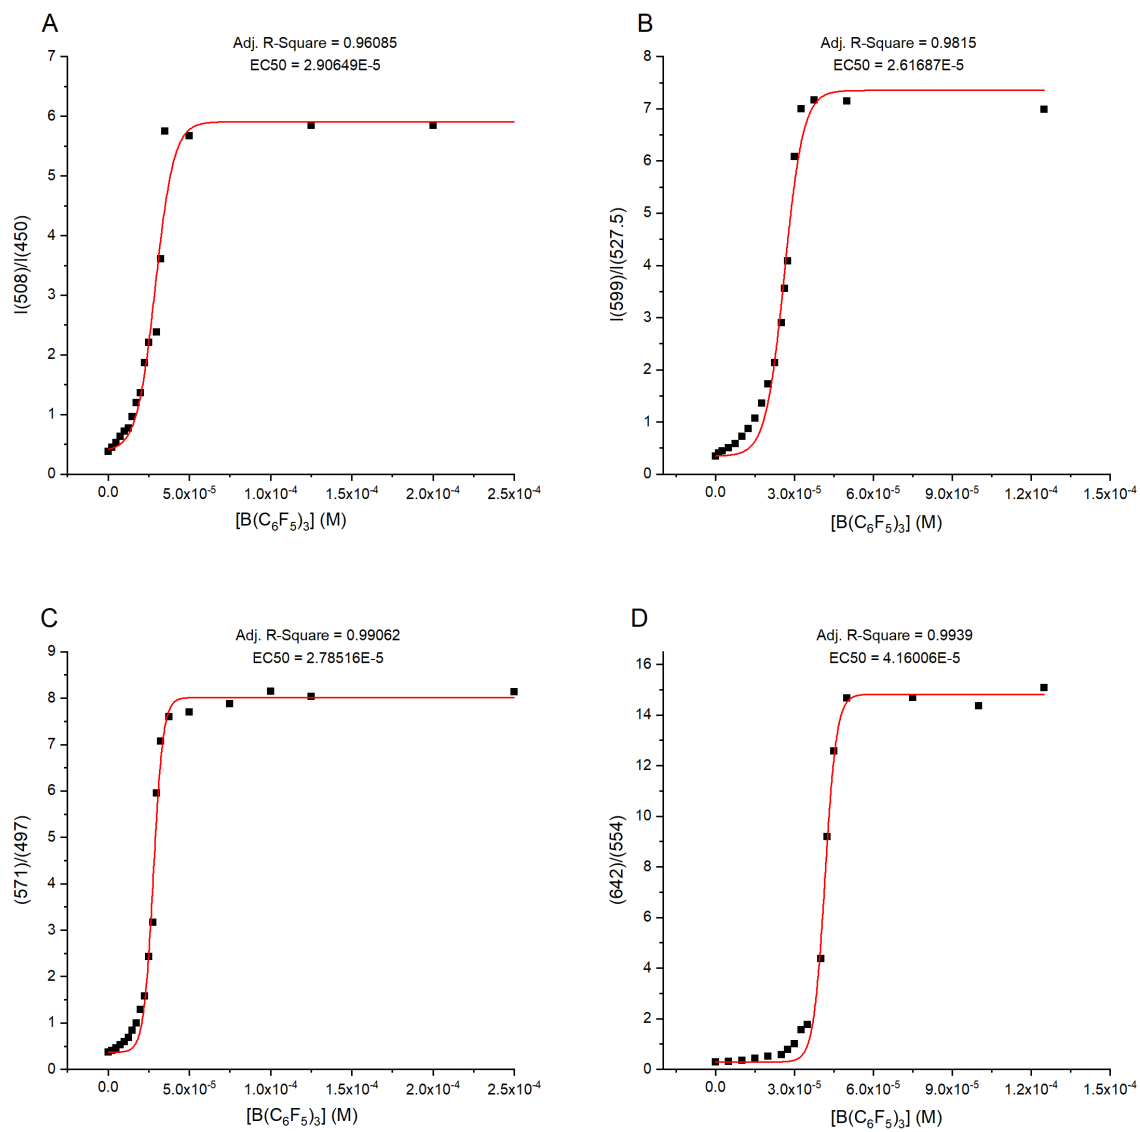 A
Adj. R-Square = 0.96085
EC50 = 2.90649E-5
7
6
5
4
3
2
1
0
I(508)/I(450)
0.0 5.0x10⁻⁵ 1.0x10⁻⁴ 1.5x10⁻⁴ 2.0x10⁻⁴ 2.5x10⁻⁴
[B(C₆F₅)₃] (M)
B
Adj. R-Square = 0.9815
EC50 = 2.61687E-5
8
7
6
5
4
3
2
1
0
I(599)/I(527.5)
0.0 3.0x10⁻⁵ 6.0x10⁻⁵ 9.0x10⁻⁵ 1.2x10⁻⁴ 1.5x10⁻⁴
[B(C₆F₅)₃] (M)
C
Adj. R-Square = 0.99062
EC50 = 2.78516E-5
9
8
7
6
5
4
3
2
1
0
(571)/(497)
0.0 5.0x10⁻⁵ 1.0x10⁻⁴ 1.5x10⁻⁴ 2.0x10⁻⁴ 2.5x10⁻⁴
[B(C₆F₅)₃] (M)
D
Adj. R-Square = 0.9939
EC50 = 4.16006E-5
16
14
12
10
8
6
4
2
0
(642)/(554)
0.0 3.0x10⁻⁵ 6.0x10⁻⁵ 9.0x10⁻⁵ 1.2x10⁻⁴ 1.5x10⁻⁴
[B(C₆F₅)₃] (M)